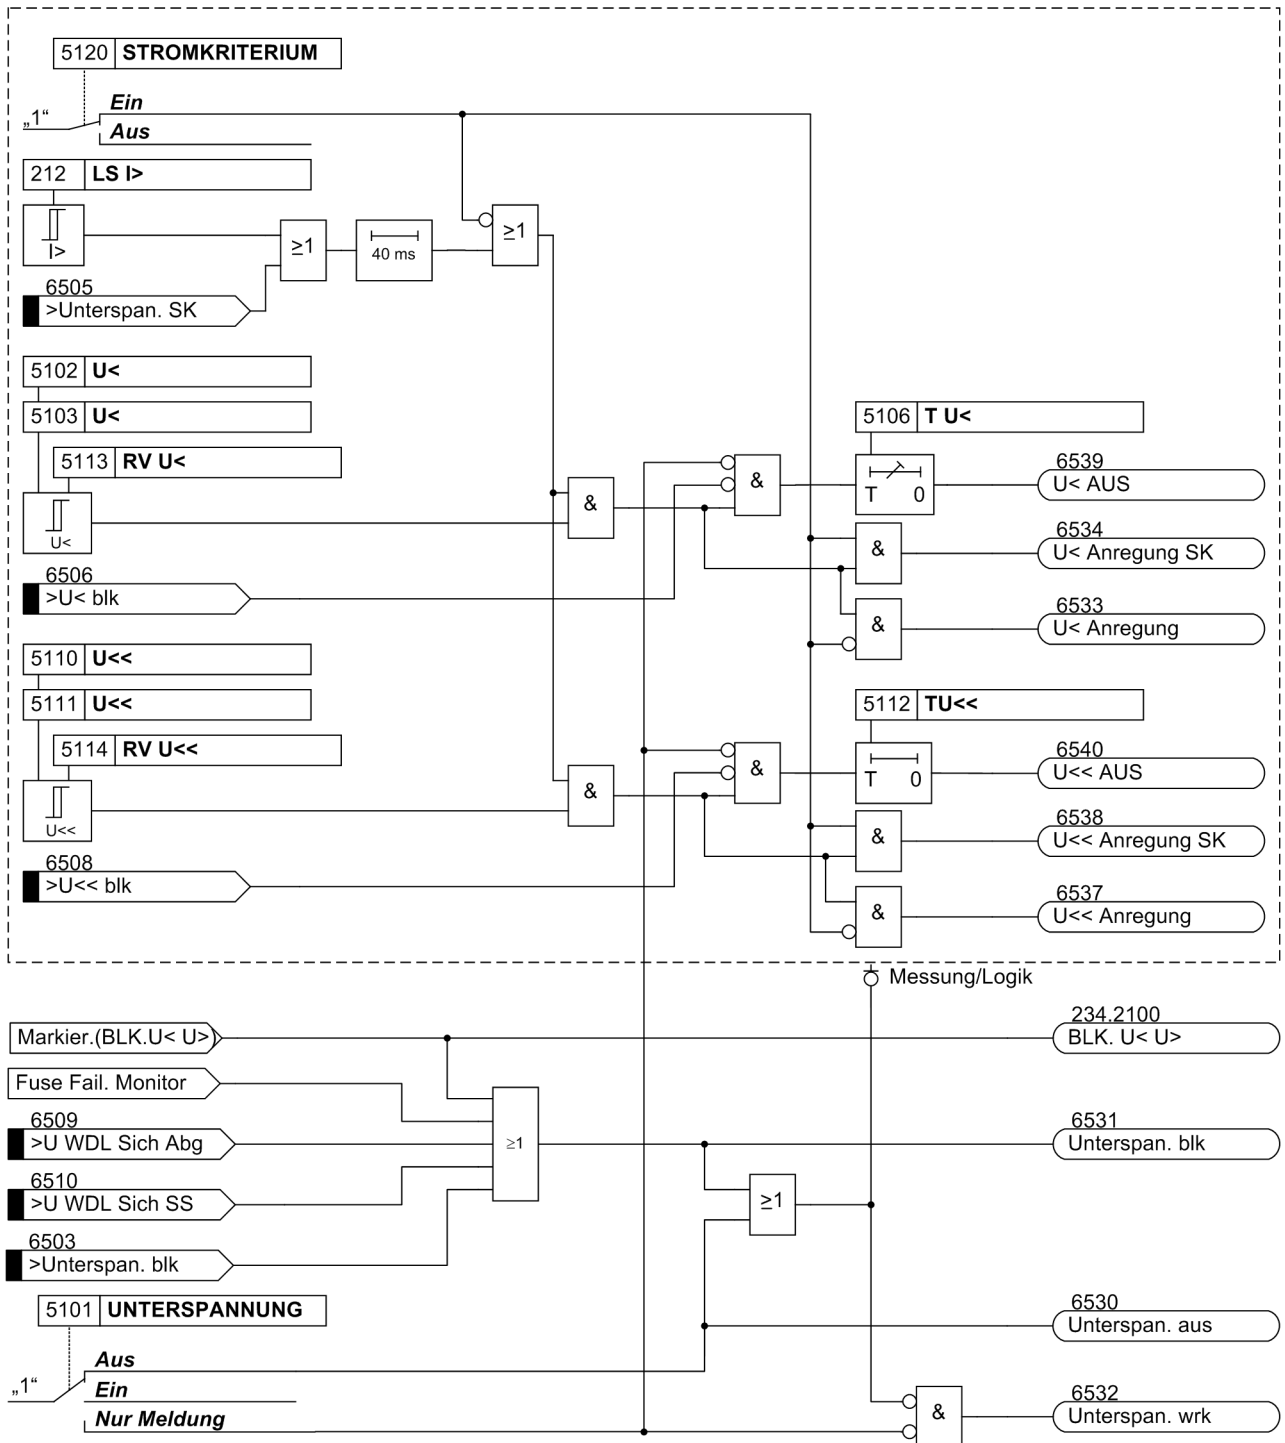 5120 STROMKRITERIUM
Ein
„1“
Aus
212 LS I>
I>
≥1
40 ms
≥1
6505
>Unterspan. SK
5102 U<
5103 U<
5106 T U<
5113 RV U<
6539
U< AUS
&
T 0
&
U<
6534
U< Anregung SK
&
6506
>U< blk
6533
U< Anregung
&
5110 U<<
5111 U<<
5112 TU<<
5114 RV U<<
6540
U<< AUS
&
T 0
&
U<<
6538
U<< Anregung SK
&
6508
>U<< blk
6537
U<< Anregung
&
Messung/Logik
234.2100
Markier.(BLK.U< U>)
BLK. U< U>
Fuse Fail. Monitor
6509
>U WDL Sich Abg
≥1
6531
Unterspan. blk
6510
>U WDL Sich SS
≥1
6503
>Unterspan. blk
5101 UNTERSPANNUNG
6530
Unterspan. aus
Aus
„1“
Ein
6532
Unterspan. wrk
&
Nur Meldung